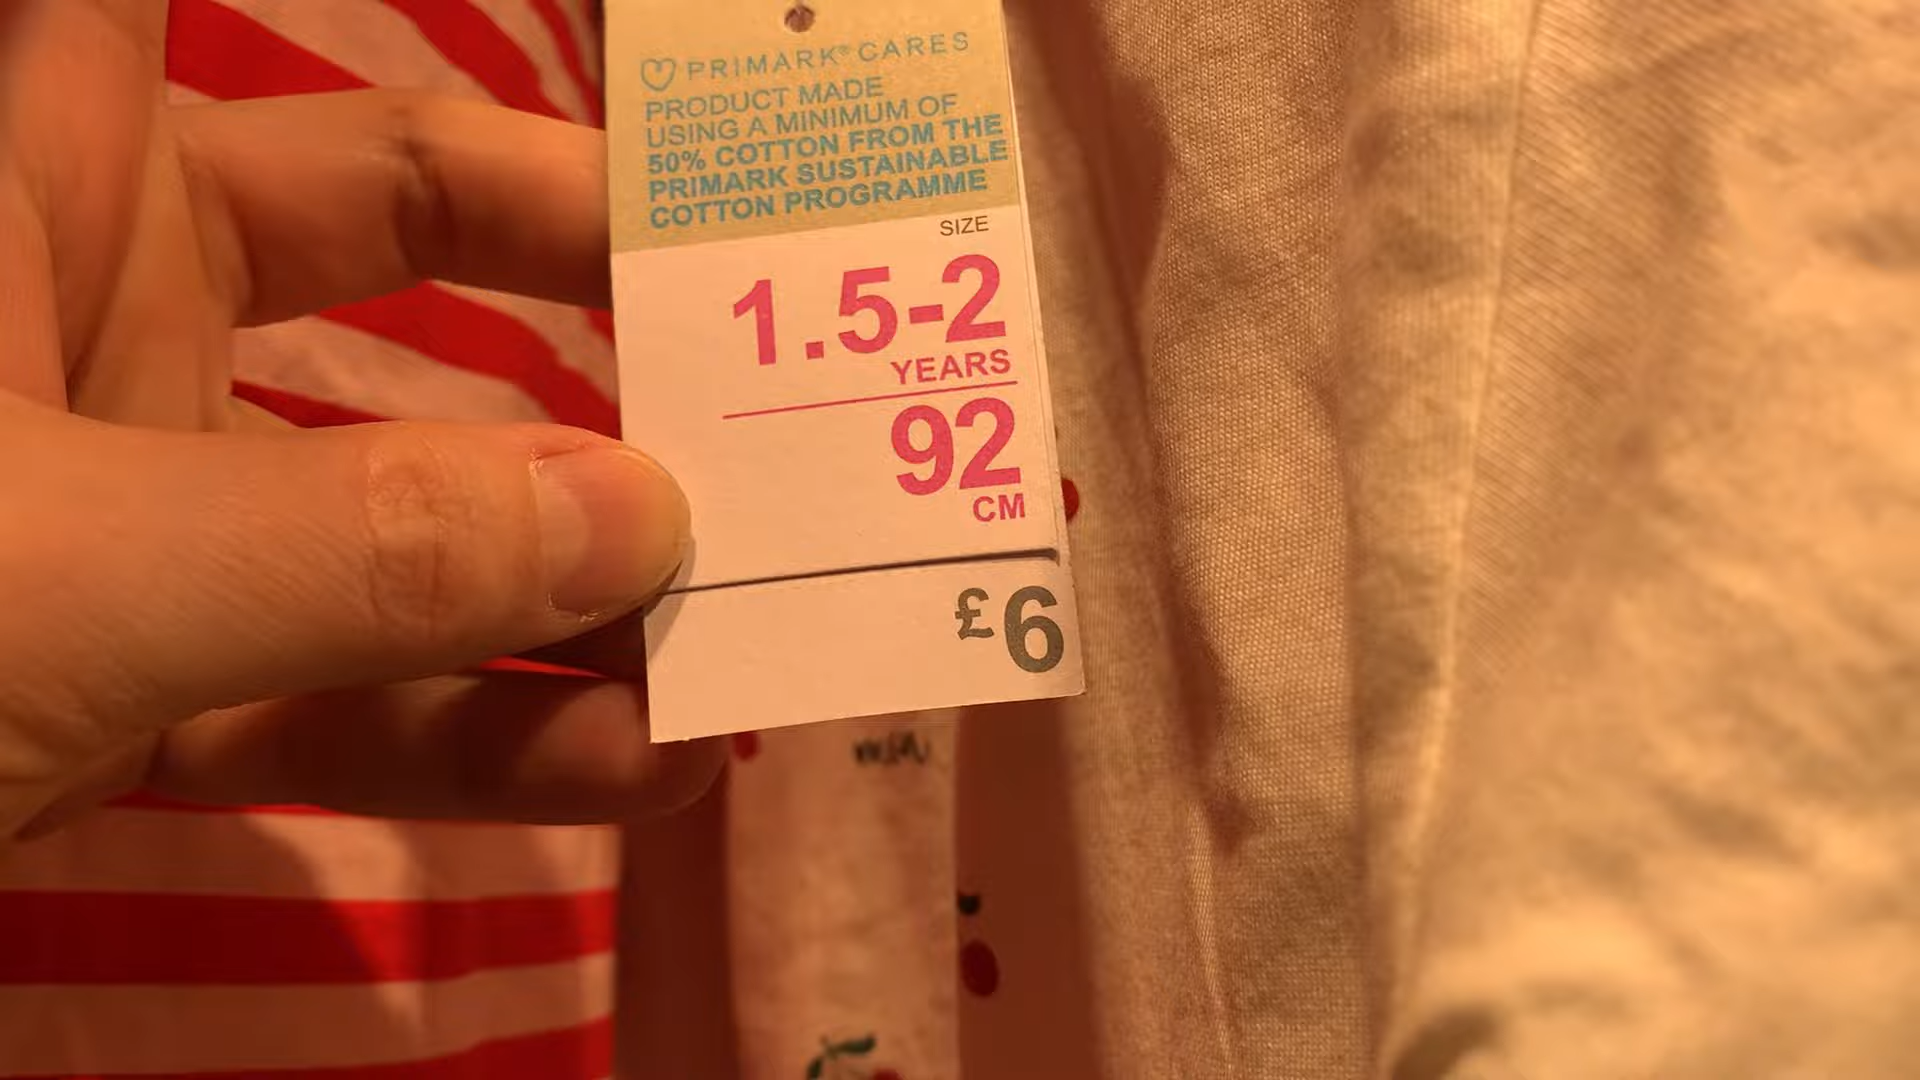 PRIMARK® CARES
PRODUCT MADE
USING A MINIMUM OF
50% COTTON FROM THE
PRIMARK SUSTAINABLE
COTTON PROGRAMME
SIZE
1.5-2
YEARS
92
CM
£6